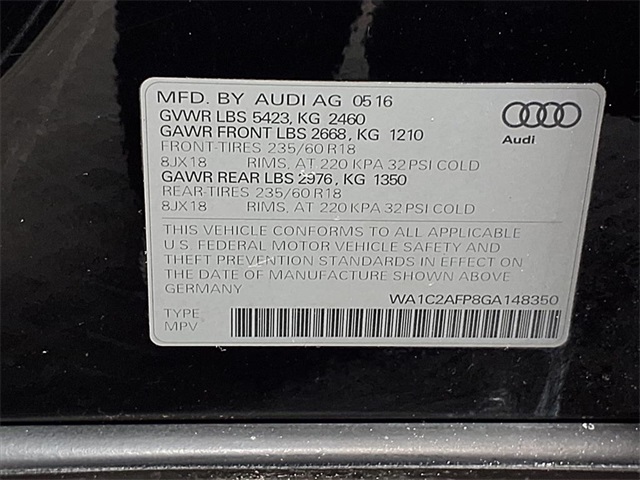 MFD. BY AUDI AG 05 16
GVWR LBS 5423, KG 2460
GAWR FRONT LBS 2668, KG 1210
FRONT-TIRES 235/60 R18
8JX18 RIMS, AT 220 KPA 32 PSI COLD
GAWR REAR LBS 2976, KG 1350
REAR-TIRES 235/60 R18
8JX18 RIMS, AT 220 KPA 32 PSI COLD
Audi
THIS VEHICLE CONFORMS TO ALL APPLICABLE
U.S. FEDERAL MOTOR VEHICLE SAFETY AND
THEFT PREVENTION STANDARDS IN EFFECT ON
THE DATE OF MANUFACTURE SHOWN ABOVE
GERMANY
WA1C2AFP8GA148350
TYPE
MPV